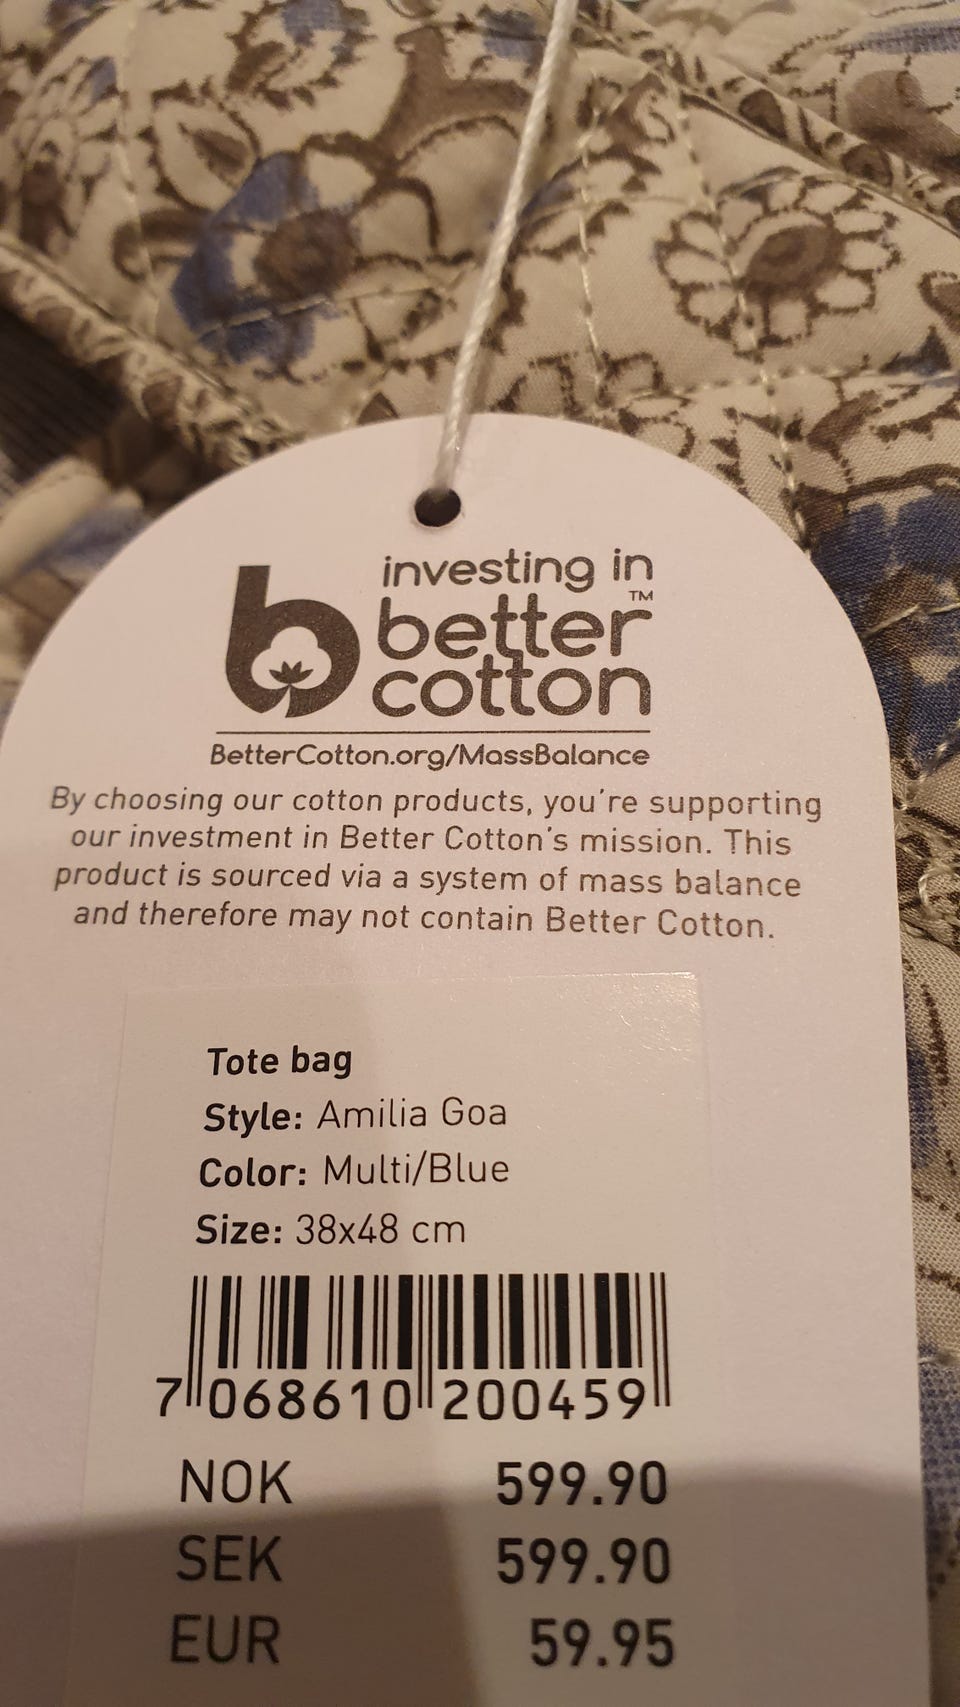 investing in
better™
cotton
BetterCotton.org/MassBalance
By choosing our cotton products, you're supporting
our investment in Better Cotton's mission. This
product is sourced via a system of mass balance
and therefore may not contain Better Cotton.
Tote bag
Style: Amilia Goa
Color: Multi/Blue
Size: 38x48 cm
7 068610 200459
NOK 599.90
SEK 599.90
EUR 59.95